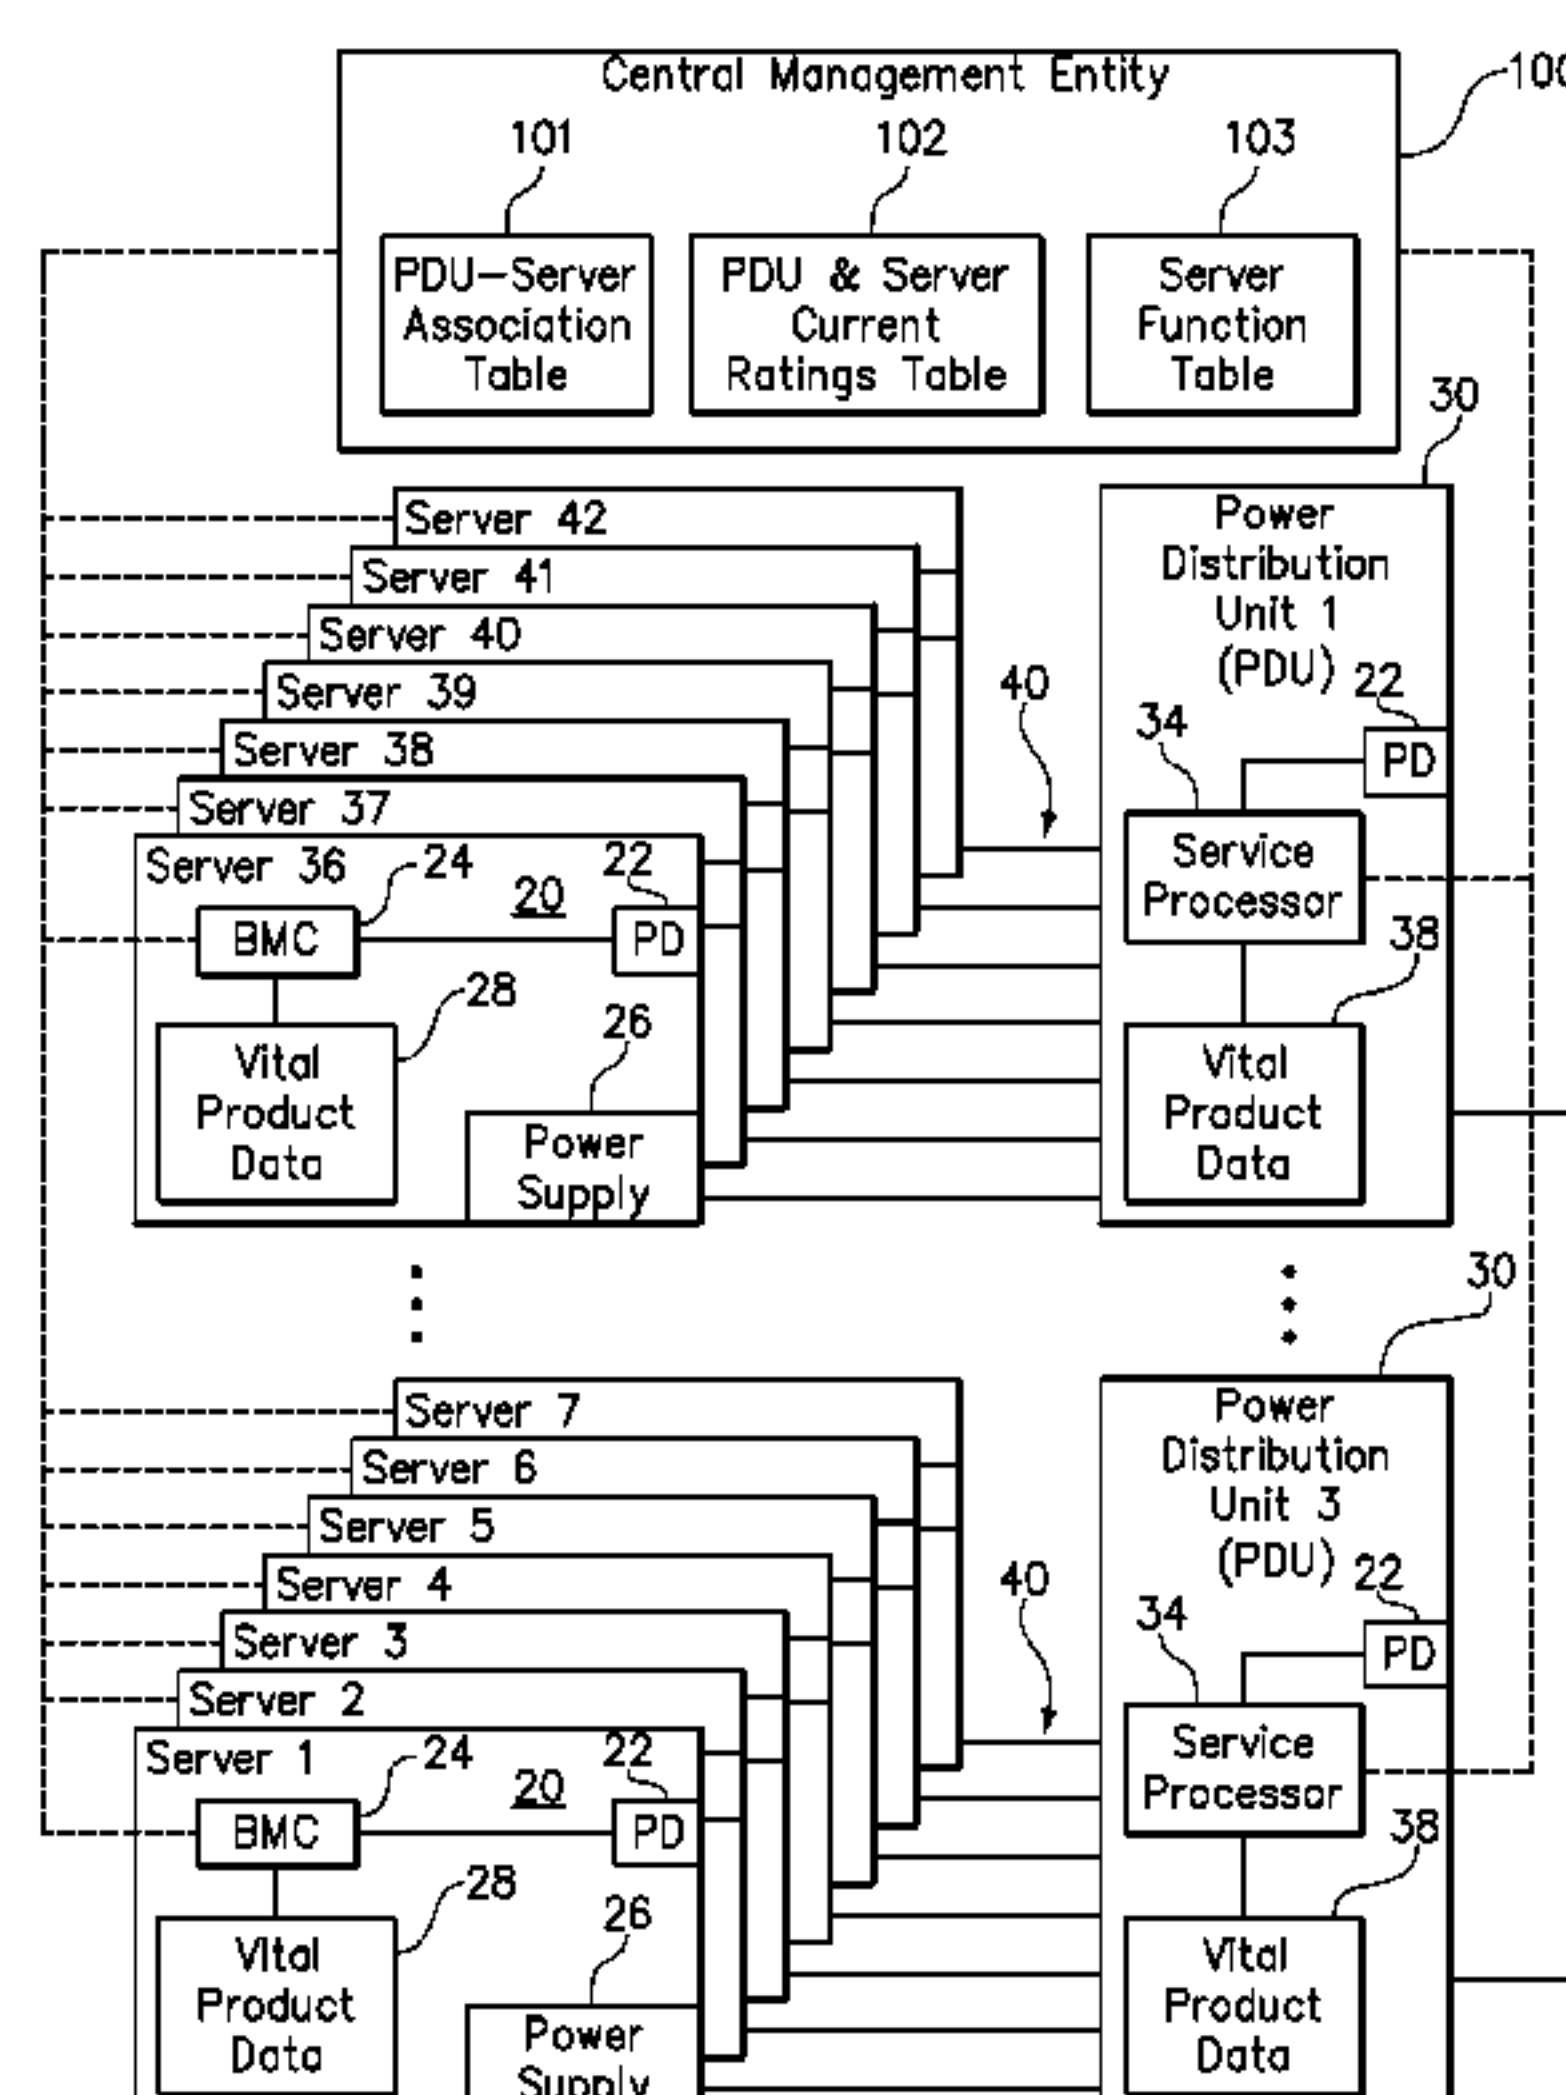 Central Management Entity
101
102
103
PDU-Server
Association
Table
PDU & Server
Current
Ratings Table
Server
Function
Table
30
Server 42
Server 41
Server 40
Server 39
Server 38
Server 37
Server 36
24
20
22
BMC
PD
28
Vital
Product
Data
26
Power
Supply
40
Power
Distribution
Unit 1
(PDU)
22
PD
34
Service
Processor
38
Vital
Product
Data
30
Server 7
Server 6
Server 5
Server 4
Server 3
Server 2
Server 1
24
20
22
BMC
PD
28
Vital
Product
Data
26
Power
Supply
40
Power
Distribution
Unit 3
(PDU)
22
PD
34
Service
Processor
38
Vital
Product
Data